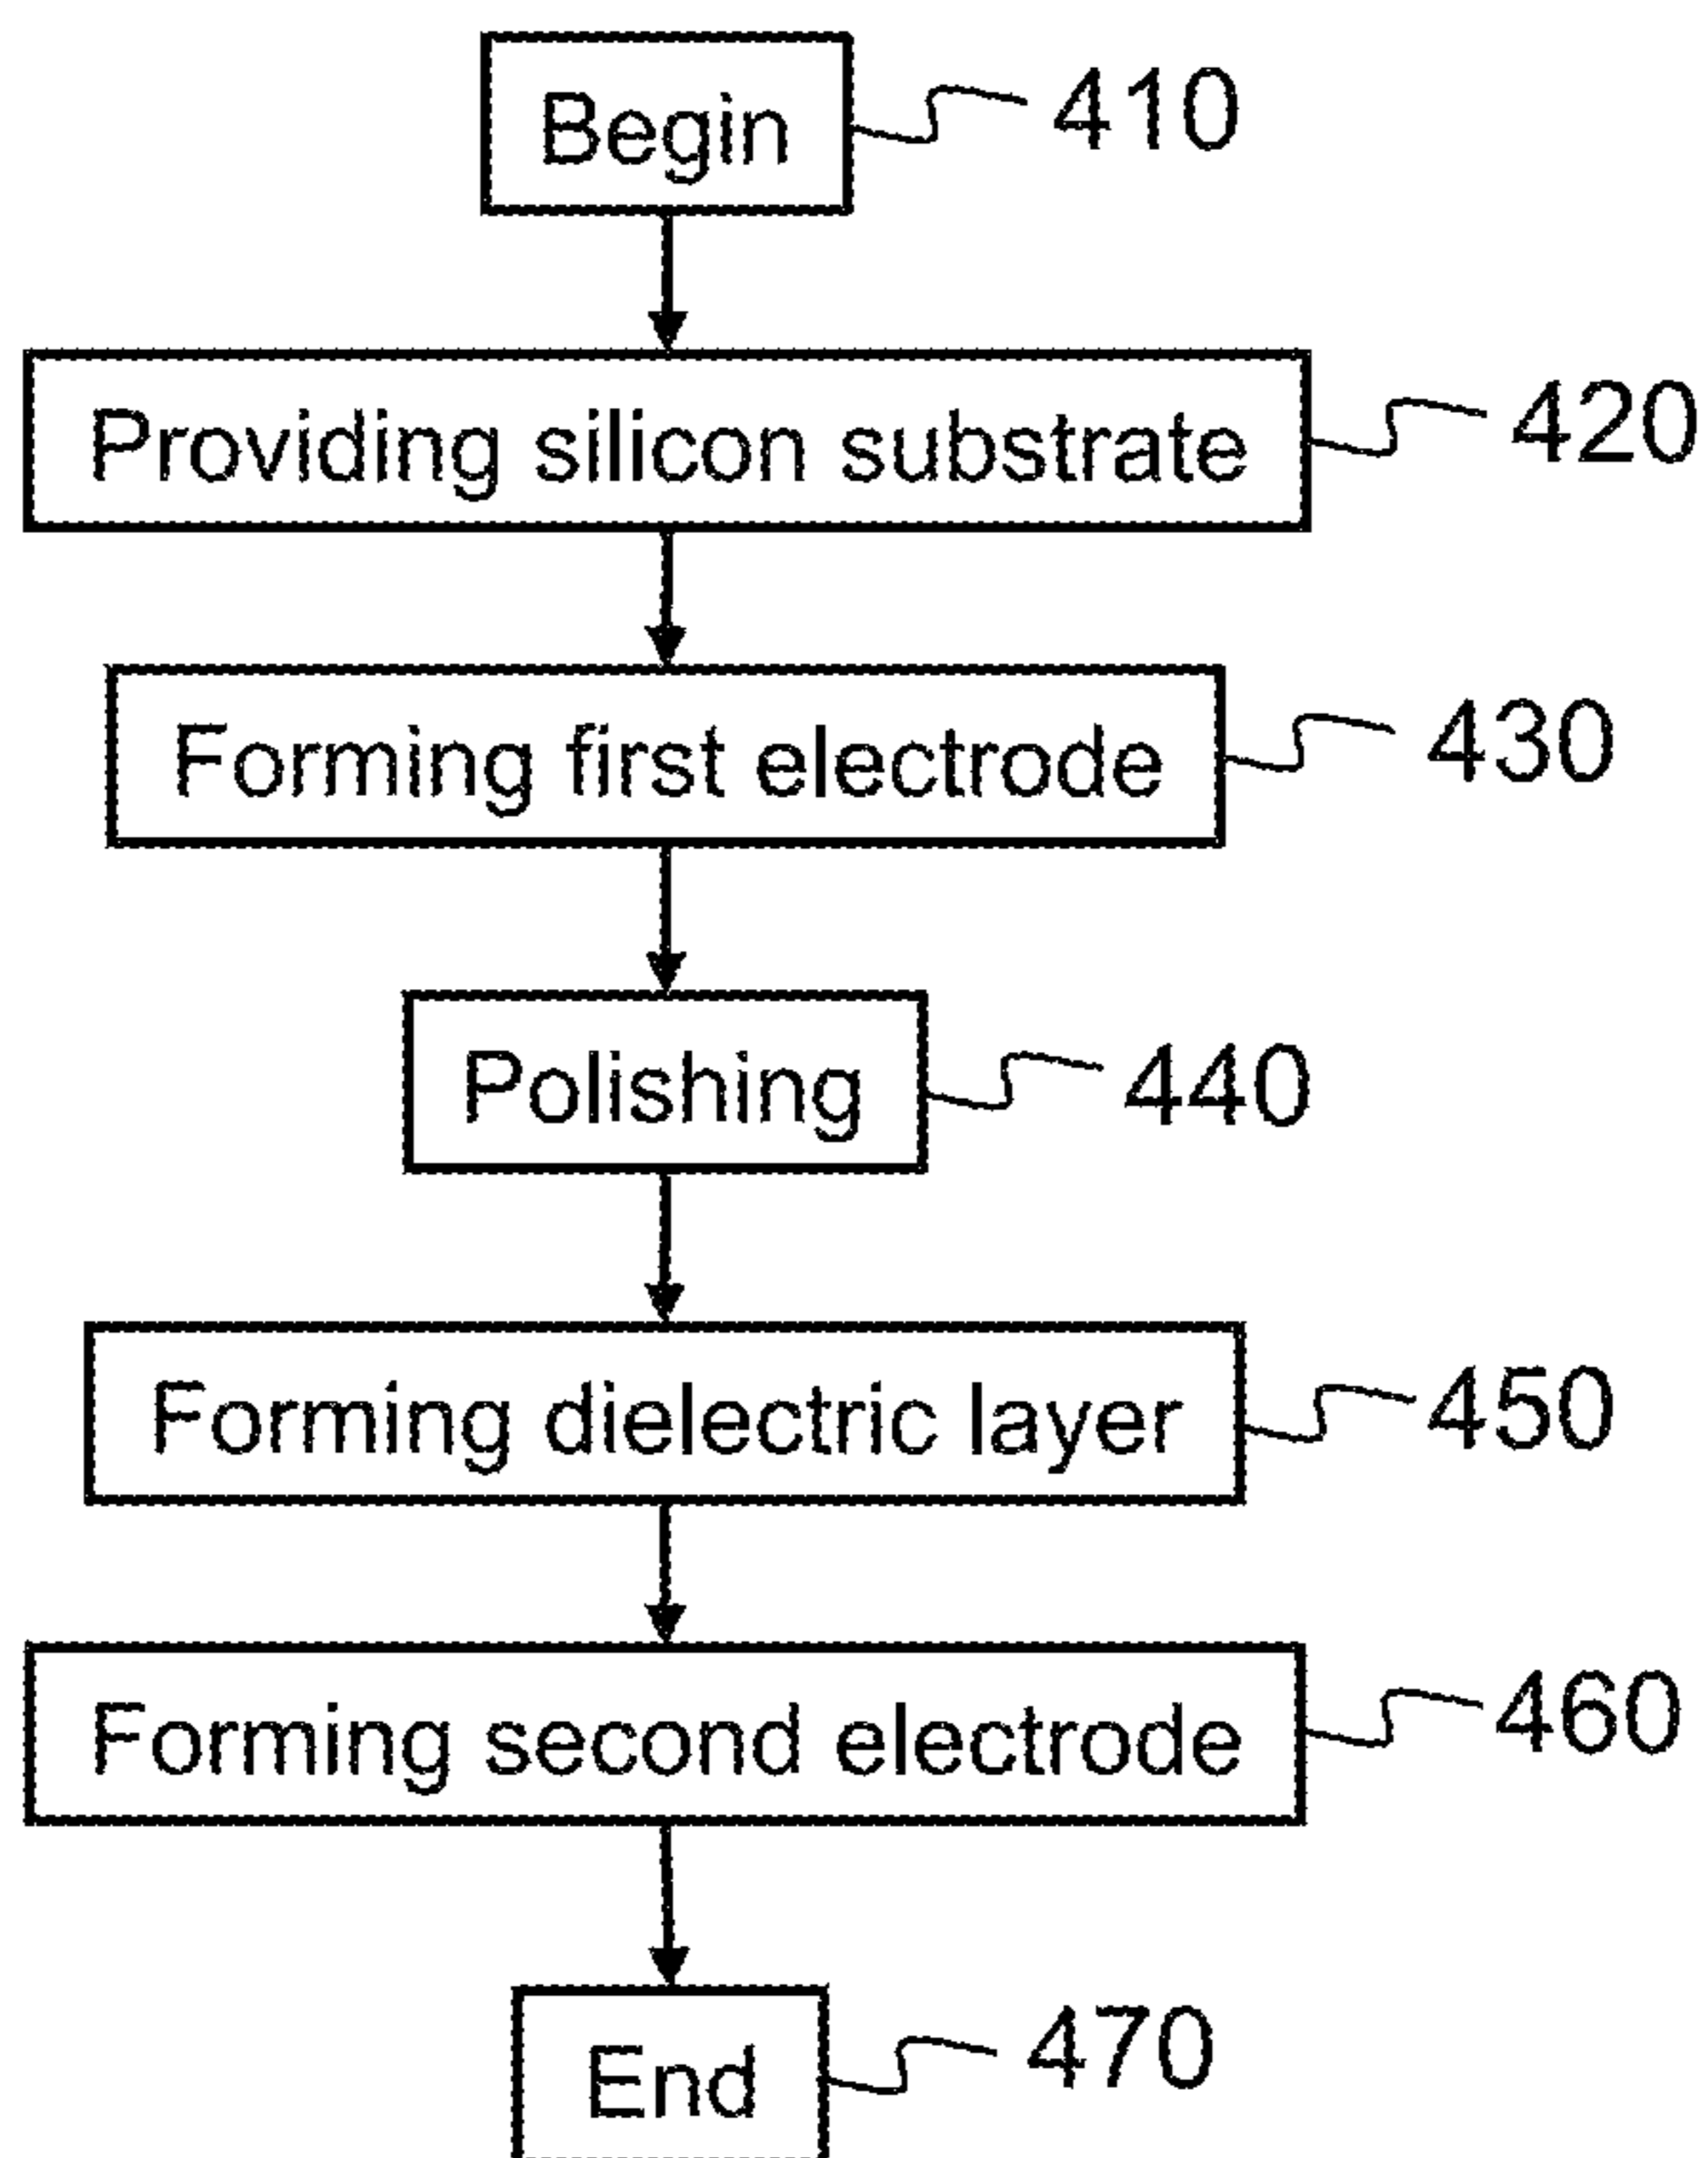 Begin 410
Providing silicon substrate 420
Forming first electrode 430
Polishing 440
Forming dielectric layer 450
Forming second electrode 460
End 470